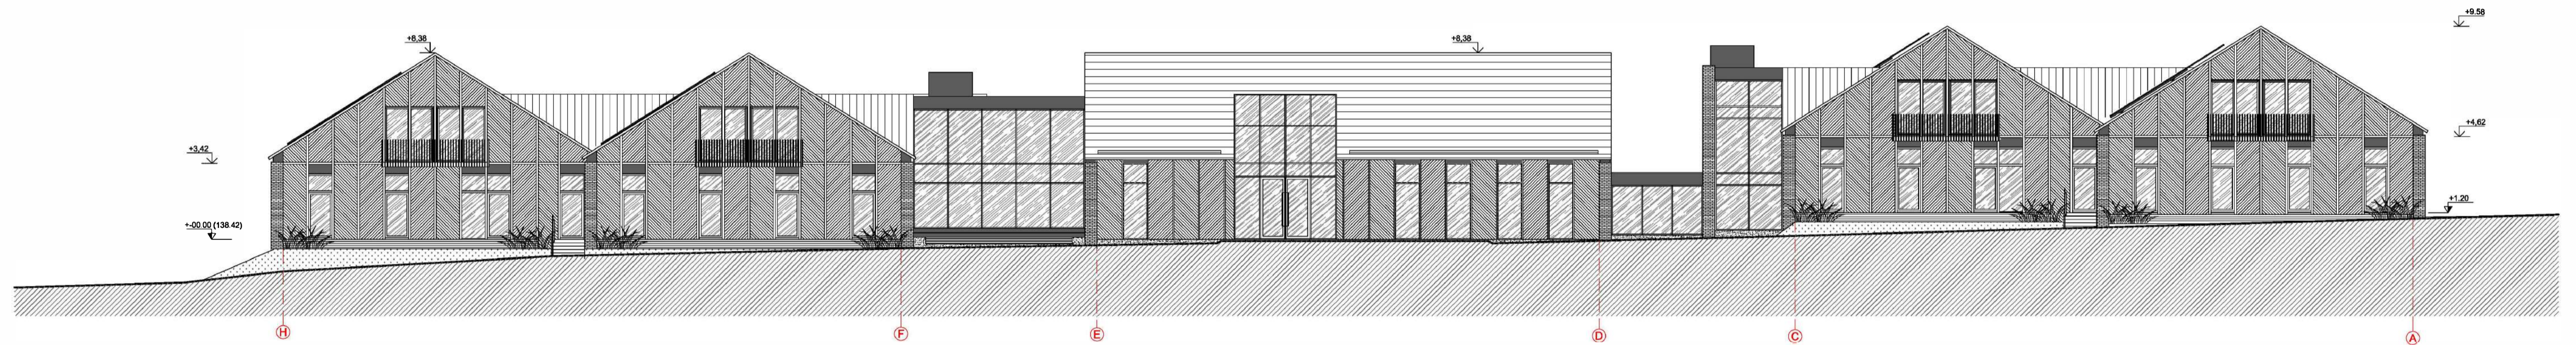 +9.58
+8,38
+8,38
+4,62
+3,42
+1.20
+-00 00 (138.42)
H
F
E
D
C
A